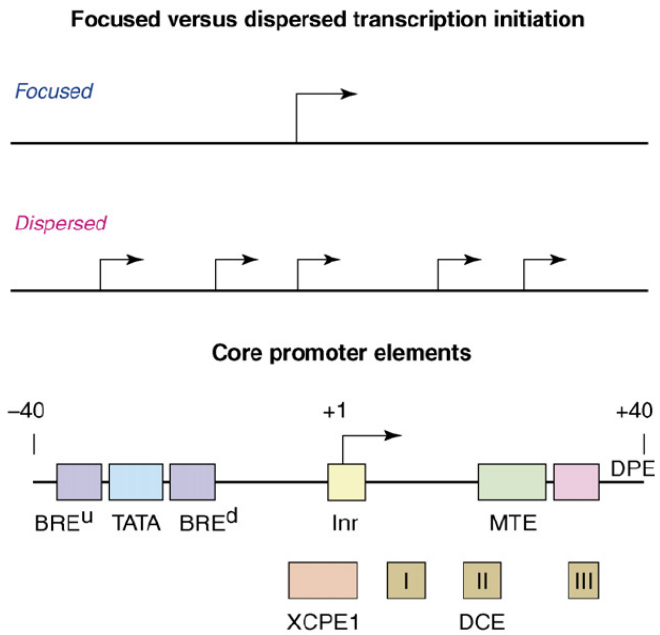 Focused versus dispersed transcription initiation
Focused
Dispersed
Core promoter elements
–40 +1 +40
DPE
BREu TATA BREd Inr MTE
I II III
XCPE1 DCE